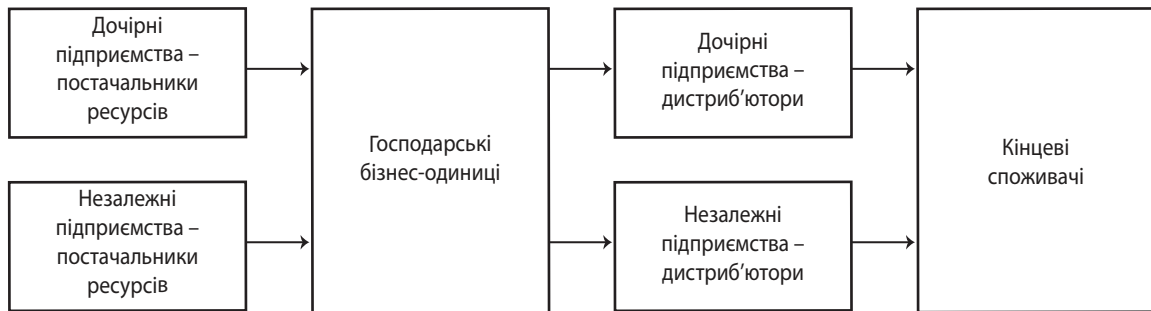 Дочірні
підприємства –
постачальники
ресурсів
Незалежні
підприємства –
постачальники
ресурсів
Господарські
бізнес-одиниці
Дочірні
підприємства –
дистриб’ютори
Незалежні
підприємства –
дистриб’ютори
Кінцеві
споживачі